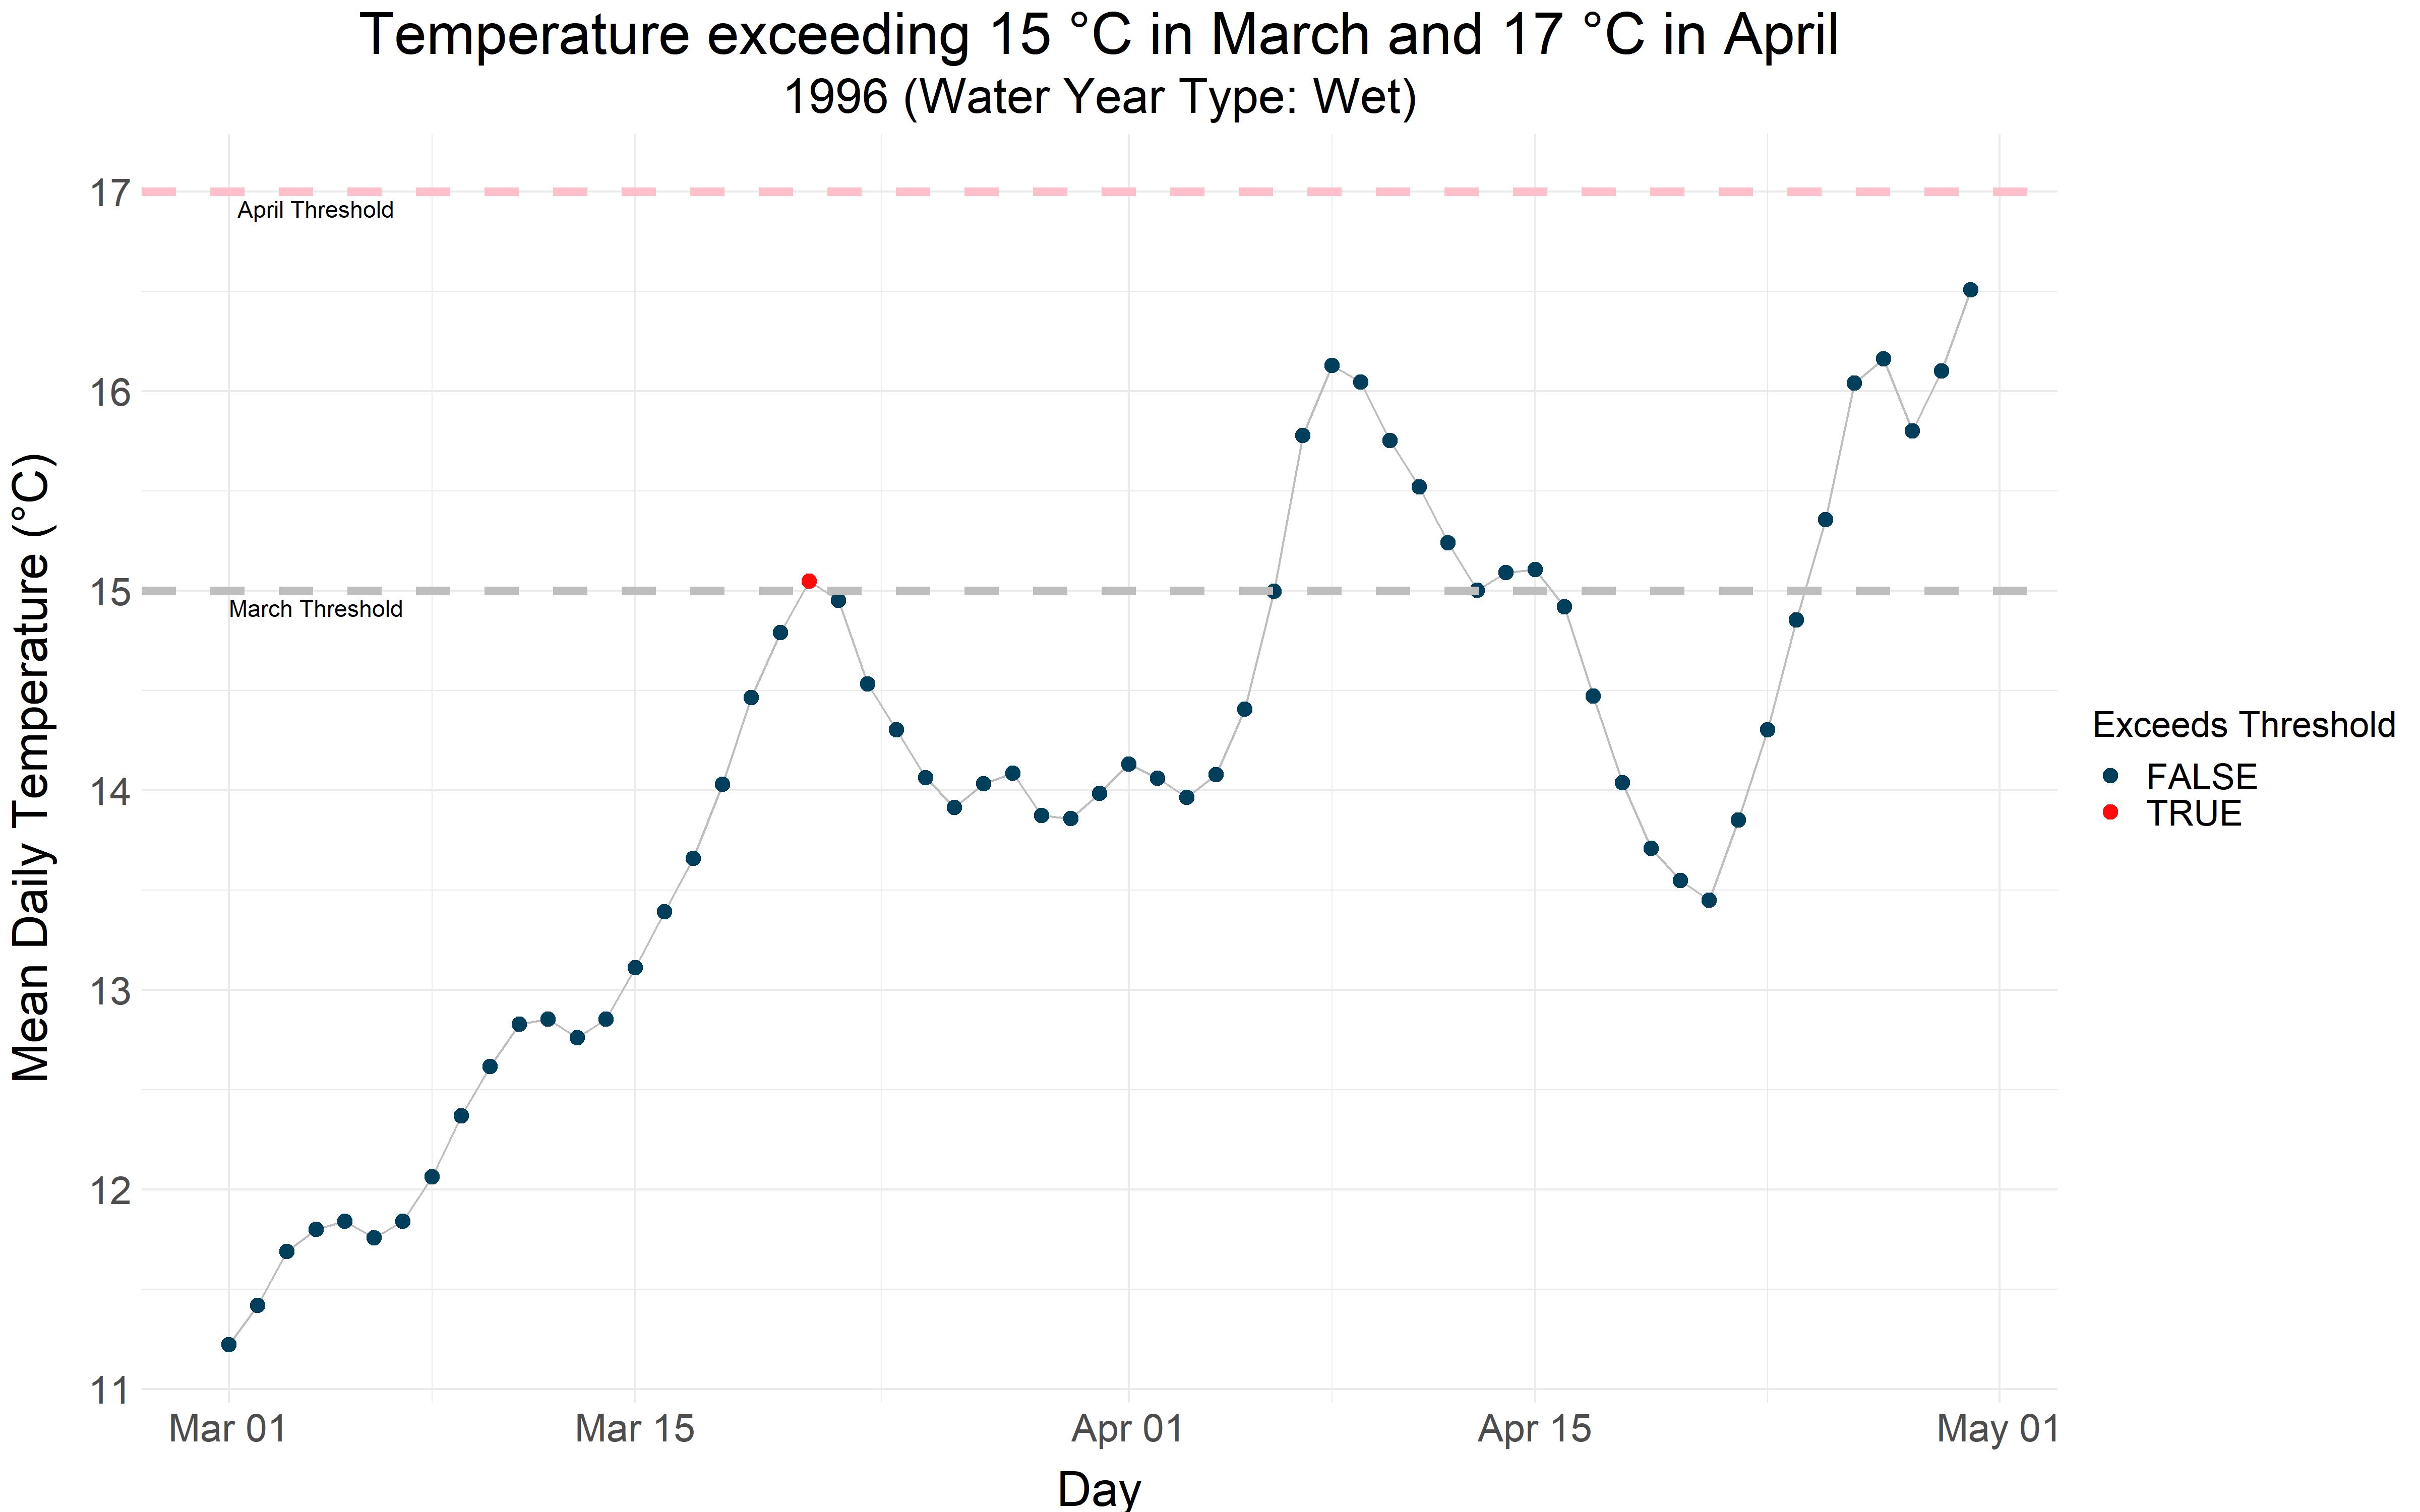 Temperature exceeding 15 °C in March and 17 °C in April
1996 (Water Year Type: Wet)
Mean Daily Temperature (°C)
17
April Threshold
16
15
March Threshold
14
13
12
11
Mar 01
Mar 15
Apr 01
Apr 15
May 01
Day
Exceeds Threshold
FALSE
TRUE